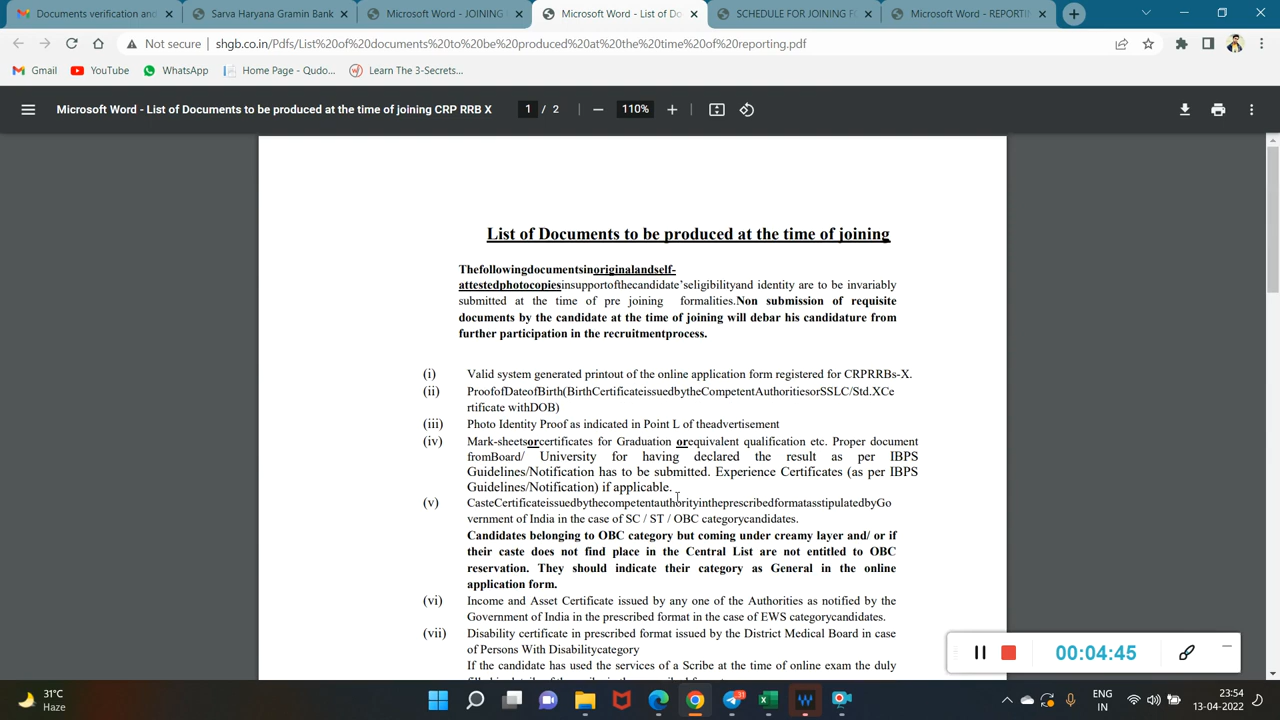 Documents verification and
Sarva Haryana Gramin Bank
Microsoft Word - JOINING
Microsoft Word - List of Do
SCHEDULE FOR JOINING F
Microsoft Word - REPORTIN
Not secure
shgb.co.in/Pdfs/List%20of%20documents%20to%20be%20produced%20at%20the%20time%20of%20reporting.pdf
Gmail
YouTube
WhatsApp
Home Page - Qudo...
Learn The 3-Secrets...
Microsoft Word - List of Documents to be produced at the time of joining CRP RRB X
1 / 2
110%
List of Documents to be produced at the time of joining
Thefollowingdocumentsinoriginalandself-
attestedphotocopiesinsupportofthecandidate'seligibilityand identity are to be invariably
submitted at the time of pre joining formalities.Non submission of requisite
documents by the candidate at the time of joining will debar his candidature from
further participation in the recruitmentprocess.
(i) Valid system generated printout of the online application form registered for CRPRRBs-X.
(ii) ProofofDateofBirth(BirthCertificateissuedbytheCompetentAuthoritiesorSSLC/Std.XCe
rtificate withDOB)
(iii) Photo Identity Proof as indicated in Point L of theadvertisement
(iv) Mark-sheetsorcertificates for Graduation orequivalent qualification etc. Proper document
fromBoard/ University for having declared the result as per IBPS
Guidelines/Notification has to be submitted. Experience Certificates (as per IBPS
Guidelines/Notification) if applicable.
(v) CasteCertificateissuedbythecompetentauthorityintheprescribedformatasstipulatedbyGo
vernment of India in the case of SC / ST / OBC categorycandidates.
Candidates belonging to OBC category but coming under creamy layer and/ or if
their caste does not find place in the Central List are not entitled to OBC
reservation. They should indicate their category as General in the online
application form.
(vi) Income and Asset Certificate issued by any one of the Authorities as notified by the
Government of India in the prescribed format in the case of EWS categorycandidates.
(vii) Disability certificate in prescribed format issued by the District Medical Board in case
of Persons With Disabilitycategory
If the candidate has used the services of a Scribe at the time of online exam the duly
00:04:45
31°C
Haze
31
ENG
IN
23:54
13-04-2022